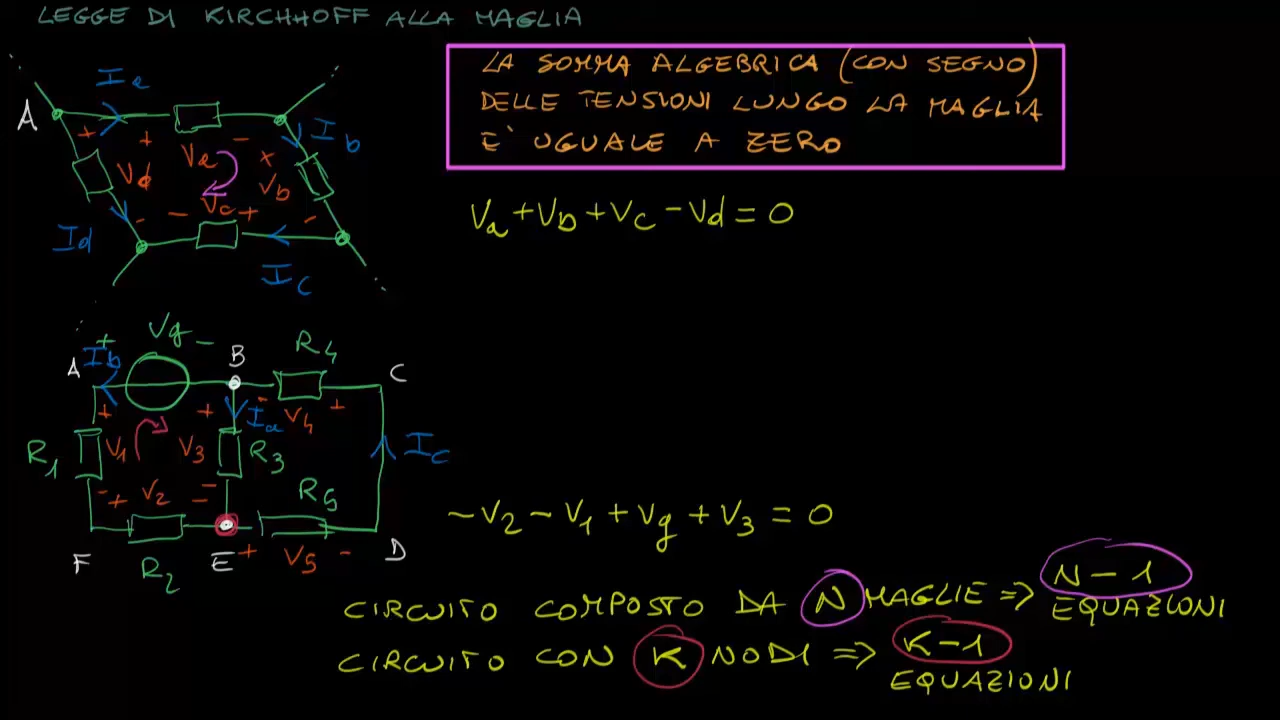 LEGGE DI KIRCHHOFF ALLA MAGLIA
LA SOMMA ALGEBRICA (CON SEGNO)
DELLE TENSIONI LUNGO LA MAGLIA
E' UGUALE A ZERO
Va + Vb + Vc - Vd = 0
A
Ia
+ + Va - Ib
Vd + Vb
- - Vc + -
Id
Ic
+ Vg -
R4
A Ib B C
+ + Ia - V4 +
R1 V1 V3 R3 Ic
- + V2 - R5
F R2 E + V5 - D
-V2 - V1 + Vg + V3 = 0
CIRCUITO COMPOSTO DA N MAGLIE => N-1 EQUAZIONI
CIRCUITO CON K NODI => K-1 EQUAZIONI